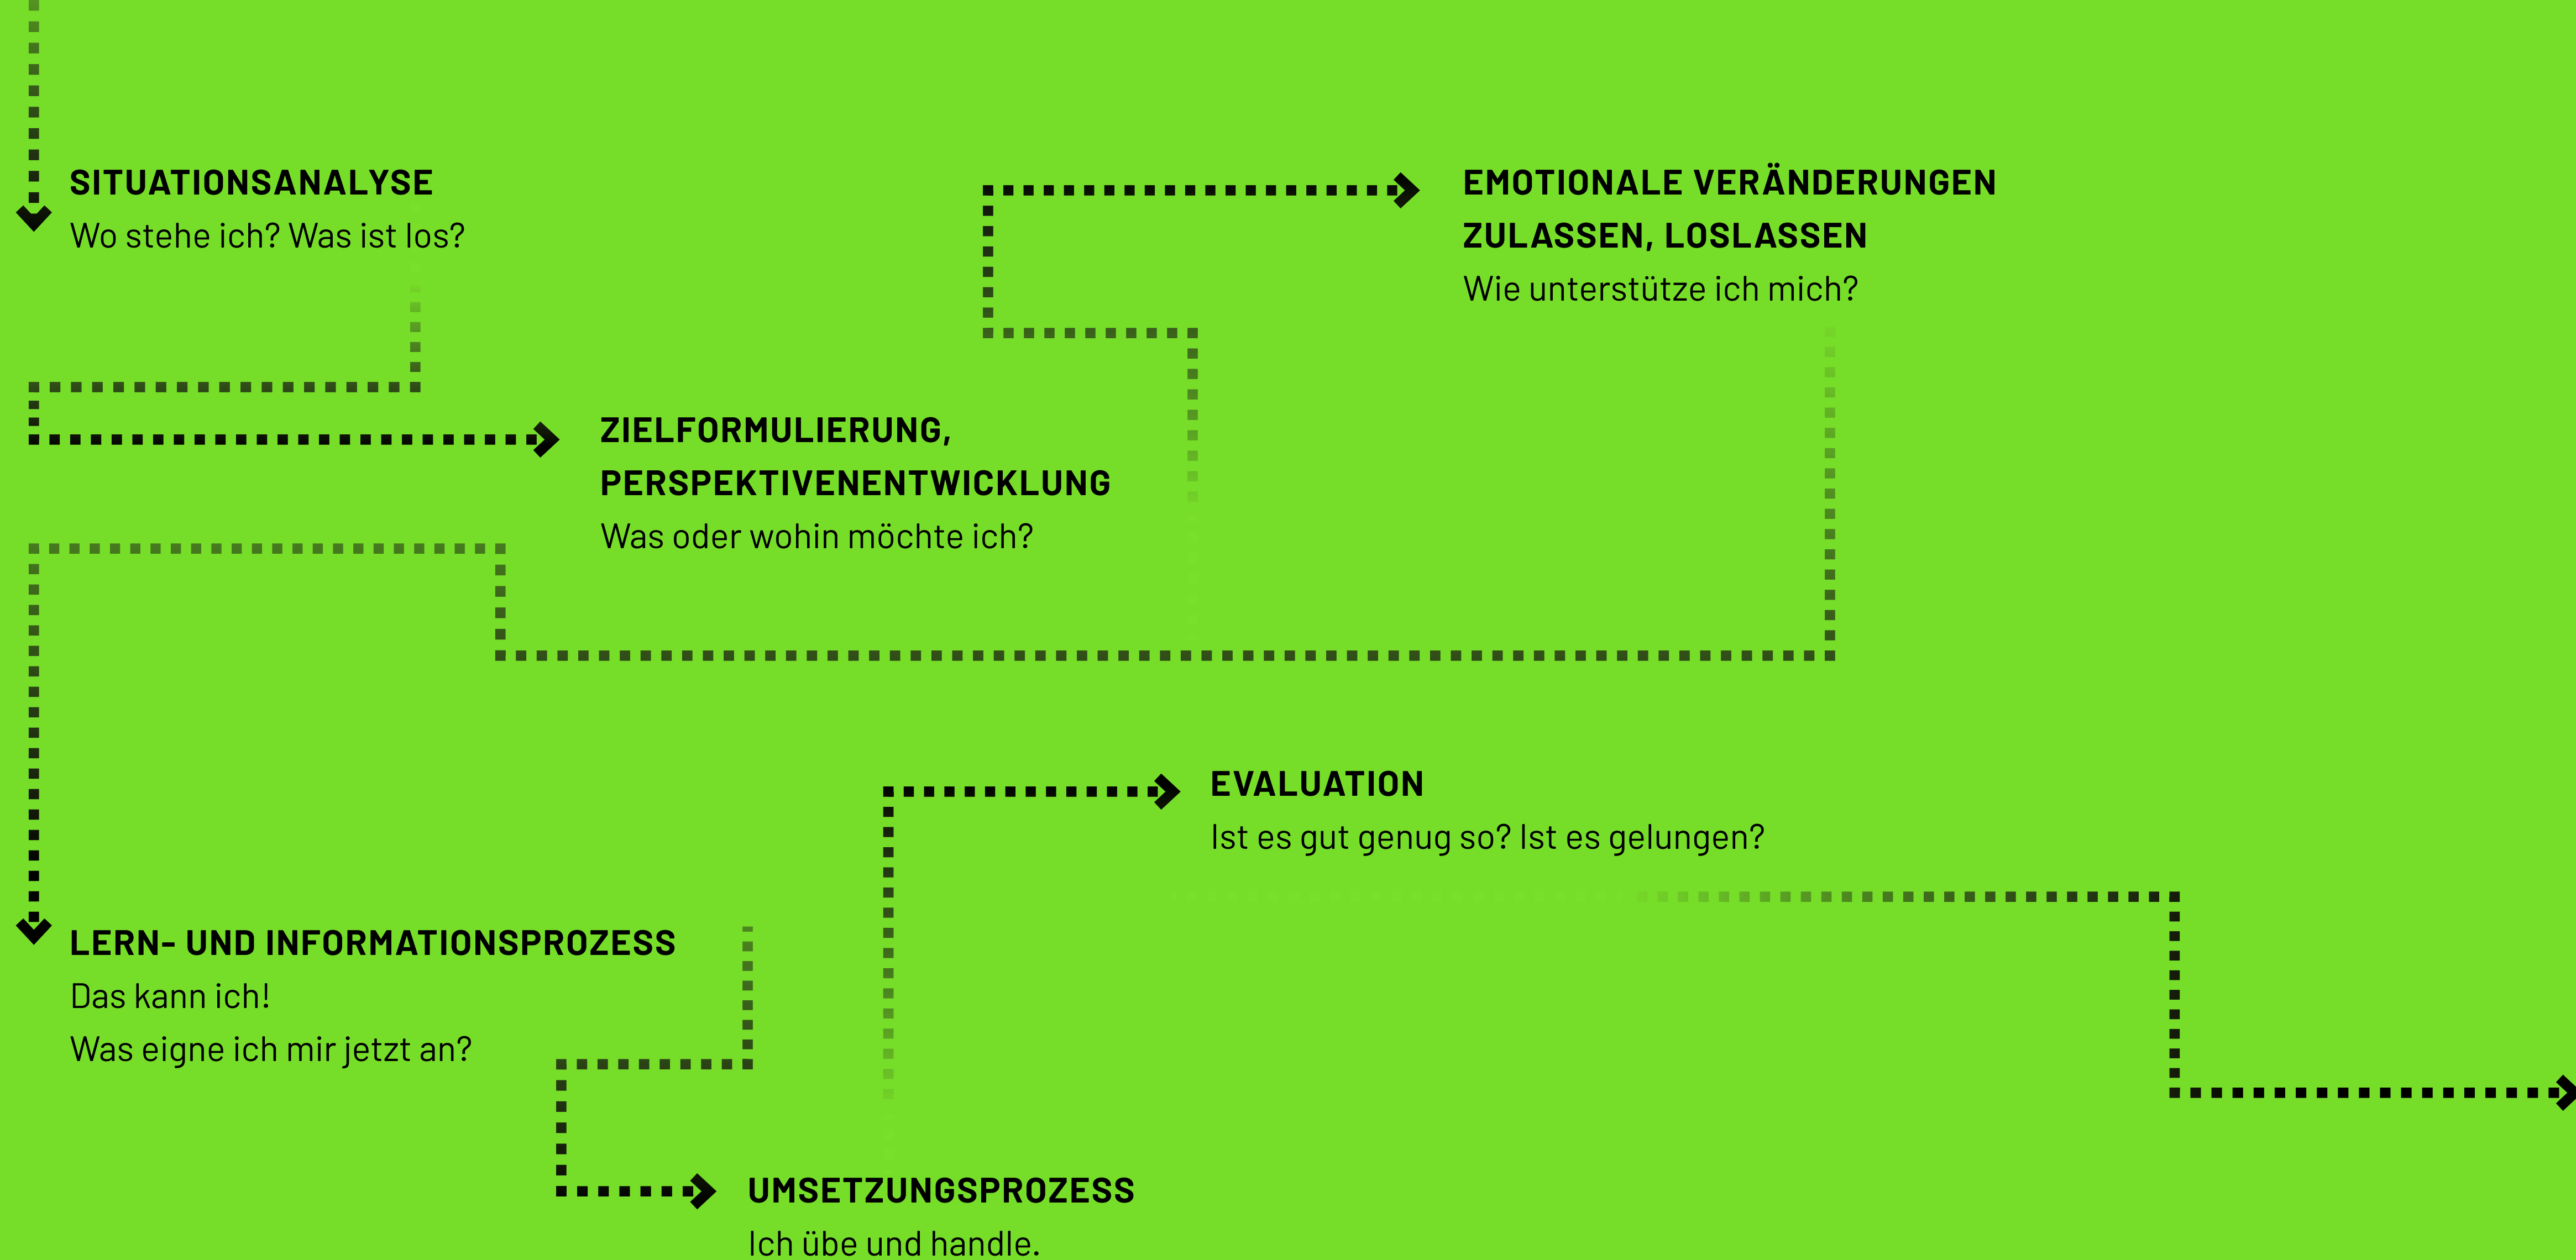 SITUATIONSANALYSE
Wo stehe ich? Was ist los?
ZIELFORMULIERUNG,
PERSPEKTIVENENTWICKLUNG
Was oder wohin möchte ich?
EMOTIONALE VERÄNDERUNGEN
ZULASSEN, LOSLASSEN
Wie unterstütze ich mich?
LERN- UND INFORMATIONSPROZESS
Das kann ich!
Was eigne ich mir jetzt an?
UMSETZUNGSPROZESS
Ich übe und handle.
EVALUATION
Ist es gut genug so? Ist es gelungen?